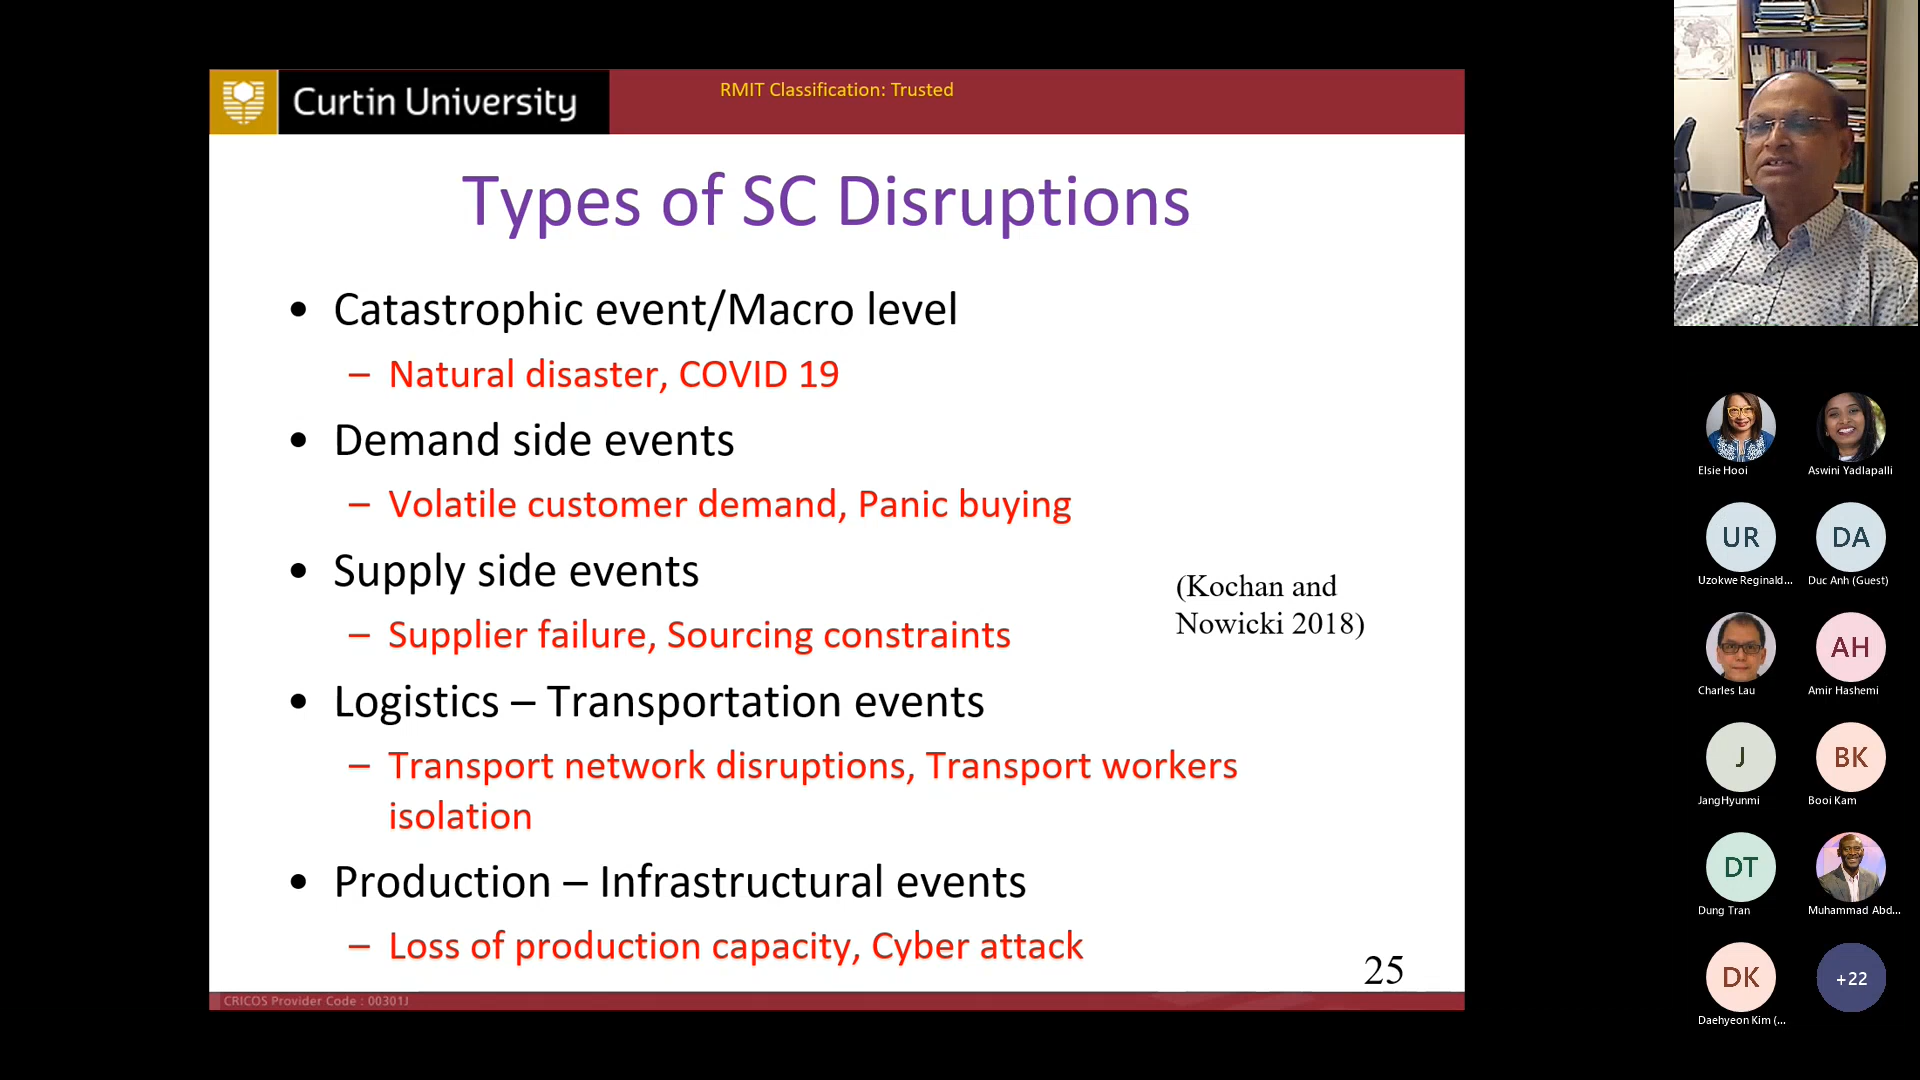 Curtin University
RMIT Classification: Trusted
Types of SC Disruptions
• Catastrophic event/Macro level
– Natural disaster, COVID 19
• Demand side events
– Volatile customer demand, Panic buying
• Supply side events
– Supplier failure, Sourcing constraints
(Kochan and
Nowicki 2018)
• Logistics – Transportation events
– Transport network disruptions, Transport workers
isolation
• Production – Infrastructural events
– Loss of production capacity, Cyber attack
25
CRICOS Provider Code : 00301J
Elsie Hooi
Aswini Yadlapalli
UR
DA
Uzokwe Reginald...
Duc Anh (Guest)
AH
Charles Lau
Amir Hashemi
J
BK
JangHyunmi
Booi Kam
DT
Dung Tran
Muhammad Abd...
DK
+22
Daehyeon Kim (...